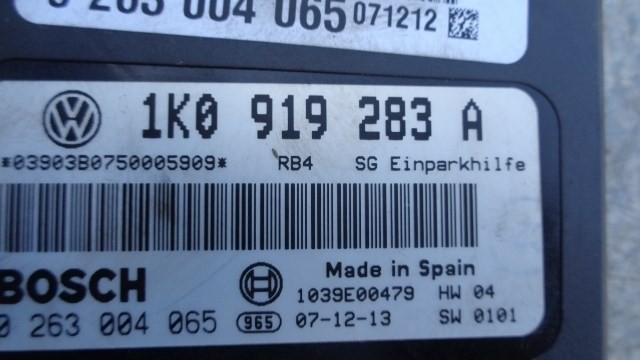 0 263 004 065 071212
1K0 919 283 A
*03903B0750005909* RB4 SG Einparkhilfe
BOSCH Made in Spain
1039E00479 HW 04
0 263 004 065 965 07-12-13 SW 0101